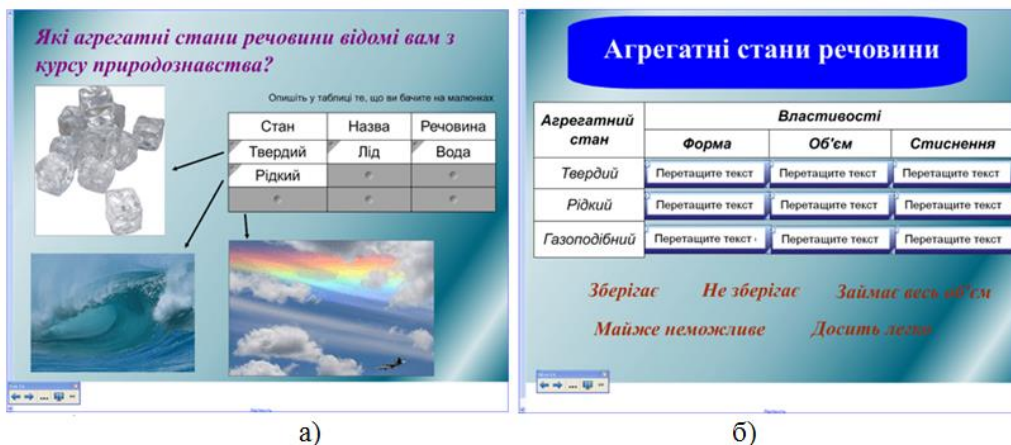 Які агрегатні стани речовини відомі вам з
курсу природознавства?
Опишіть у таблиці те, що ви бачите на малюнках
Стан Назва Речовина
Твердий Лід Вода
Рідкий
а)
Агрегатні стани речовини
Агрегатний стан Властивості
Форма Об'єм Стиснення
Твердий Перетащите текст Перетащите текст Перетащите текст
Рідкий Перетащите текст Перетащите текст Перетащите текст
Газоподібний Перетащите текст Перетащите текст Перетащите текст
Зберігає Не зберігає Займає весь об'єм
Майже неможливе Досить легко
б)